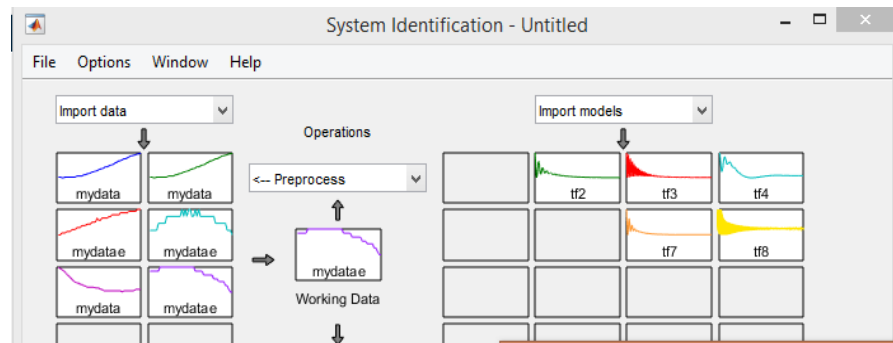 System Identification - Untitled
File Options Window Help
Import data
Import models
Operations
<-- Preprocess
mydata mydata
tf2 tf3 tf4
mydatae mydatae
tf7 tf8
mydatae
Working Data
mydata mydatae